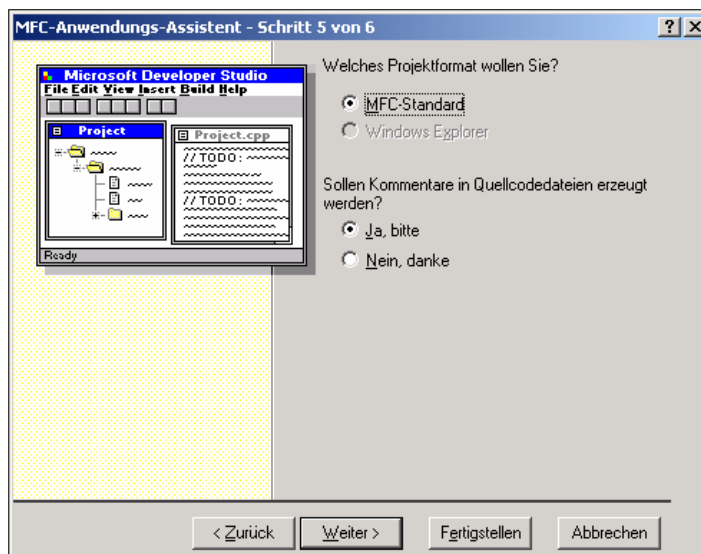 MFC-Anwendungs-Assistent - Schritt 5 von 6
Microsoft Developer Studio
File Edit View Insert Build Help
Project
Project.cpp
//TODO:
//TODO:
Ready
Welches Projektformat wollen Sie?
MFC-Standard
Windows Explorer
Sollen Kommentare in Quellcodedateien erzeugt
werden?
Ja, bitte
Nein, danke
< Zurück
Weiter >
Fertigstellen
Abbrechen